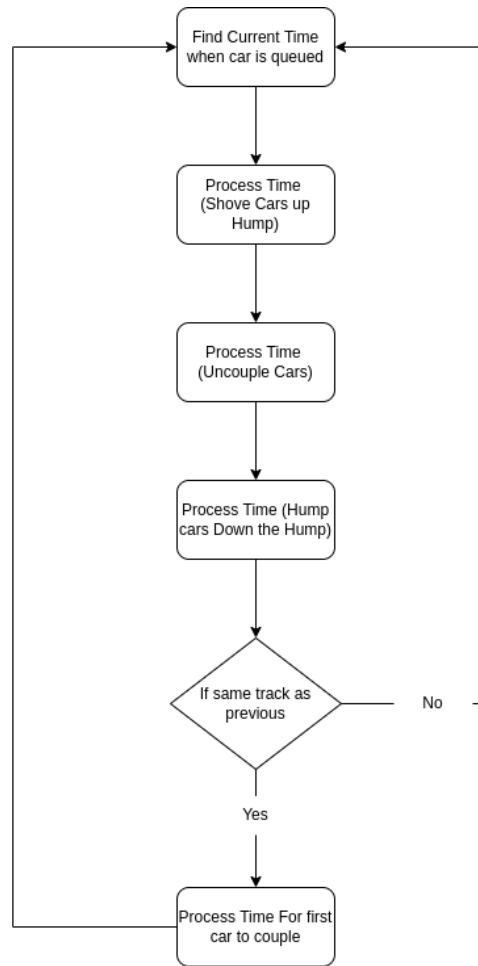 Find Current Time
when car is queued
Process Time
(Shove Cars up
Hump)
Process Time
(Uncouple Cars)
Process Time (Hump
cars Down the Hump)
If same track as
previous
No
Yes
Process Time For first
car to couple